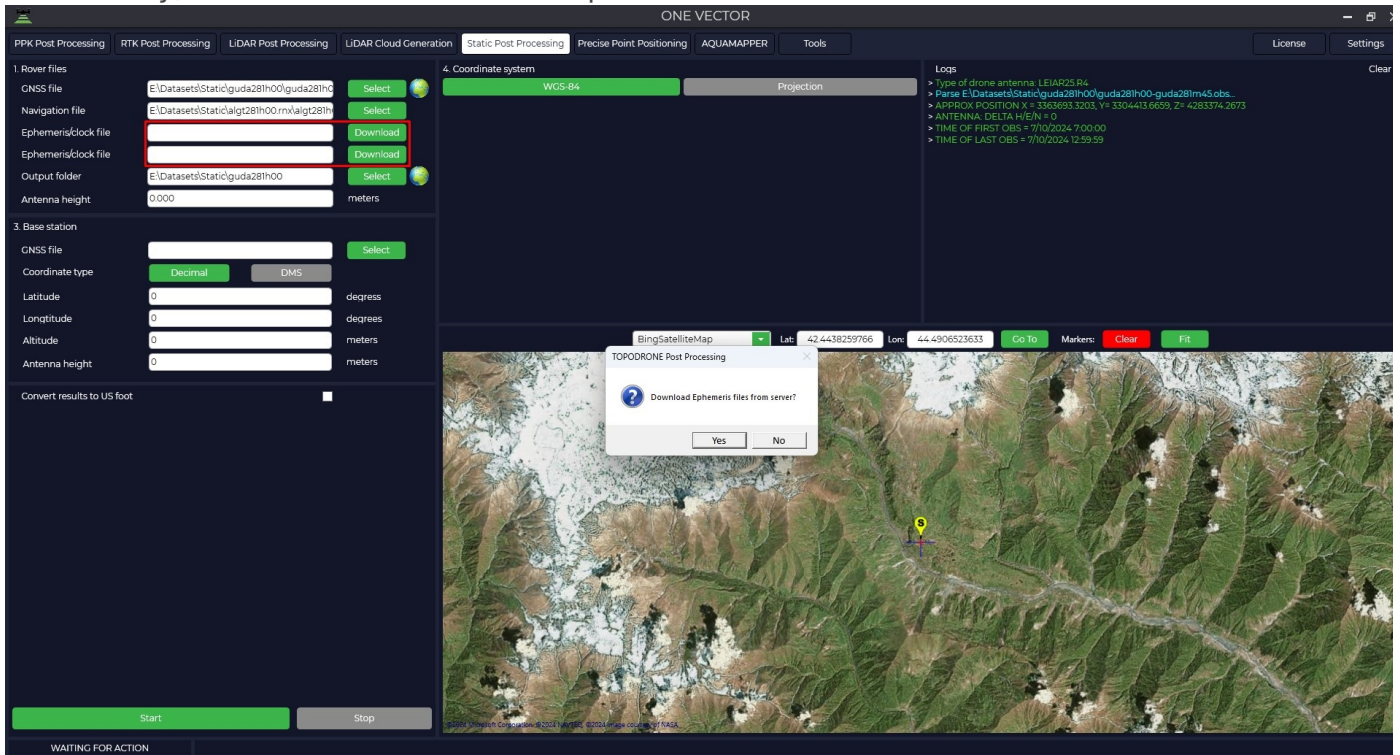 ONE VECTOR
PPK Post Processing RTK Post Processing LiDAR Post Processing LiDAR Cloud Generation Static Post Processing Precise Point Positioning AQUAMAPPER Tools License Settings
1. Rover files
GNSS file E:\Datasets\Static\guda281h00\guda281h0 Select
Navigation file E:\Datasets\Static\algt281h00.rnx\algt281h Select
Ephemeris/clock file Download
Ephemeris/clock file Download
Output folder E:\Datasets\Static\guda281h00 Select
Antenna height 0.000 meters
3. Base station
GNSS file Select
Coordinate type Decimal DMS
Latitude 0 degress
Longtitude 0 degrees
Altitude 0 meters
Antenna height 0 meters
Convert results to US foot
Start Stop
WAITING FOR ACTION
4. Coordinate system
WGS-84 Projection
Logs Clear
> Type of drone antenna: LEIAR25.R4
> Parse E:\Datasets\Static\guda281h00\guda281h00-guda281m45.obs...
> APPROX POSITION X = 3363693.3203, Y= 3304413.6659, Z= 4283374.2673
> ANTENNA: DELTA H/E/N = 0
> TIME OF FIRST OBS = 7/10/2024 7:00:00
> TIME OF LAST OBS = 7/10/2024 12:59:59
BingSatelliteMap Lat: 42.4438259766 Lon: 44.4906523633 Go To Markers: Clear Fit
TOPODRONE Post Processing
Download Ephemeris files from server?
Yes No
S
Microsoft Corporation, ©2024 ©2024 Image courtesy of NASA